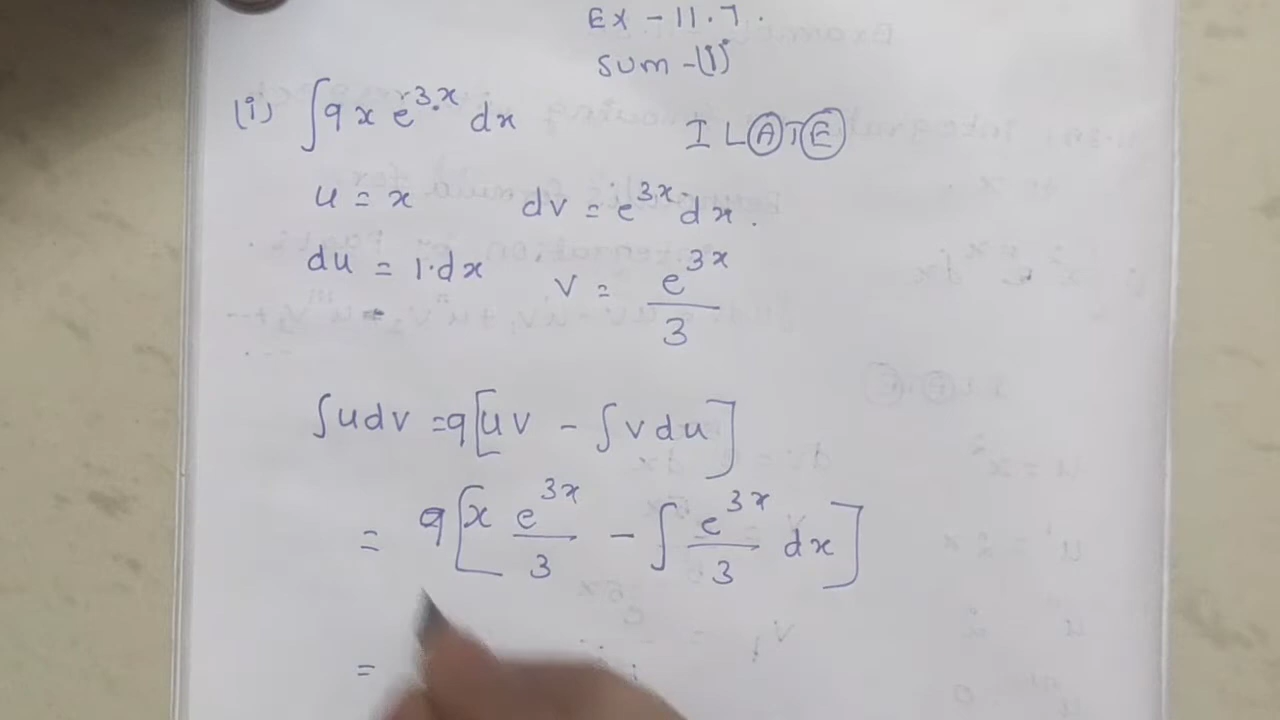 Ex - 11.7.
Sum -(1)
(i) ∫9x e^{3x} dx
I L A T E
u = x dv = e^{3x} dx.
du = 1·dx v = e^{3x}/3
∫udv = 9[uv - ∫vdu]
= 9[x e^{3x}/3 - ∫ e^{3x}/3 dx]
=